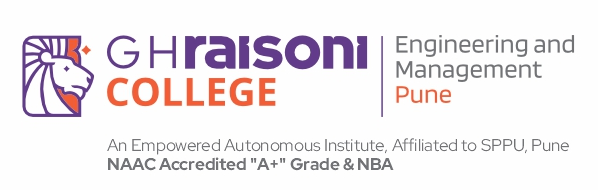 GHraisoni
COLLEGE
Engineering and
Management
Pune
An Empowered Autonomous Institute, Affiliated to SPPU, Pune
NAAC Accredited "A+" Grade & NBA